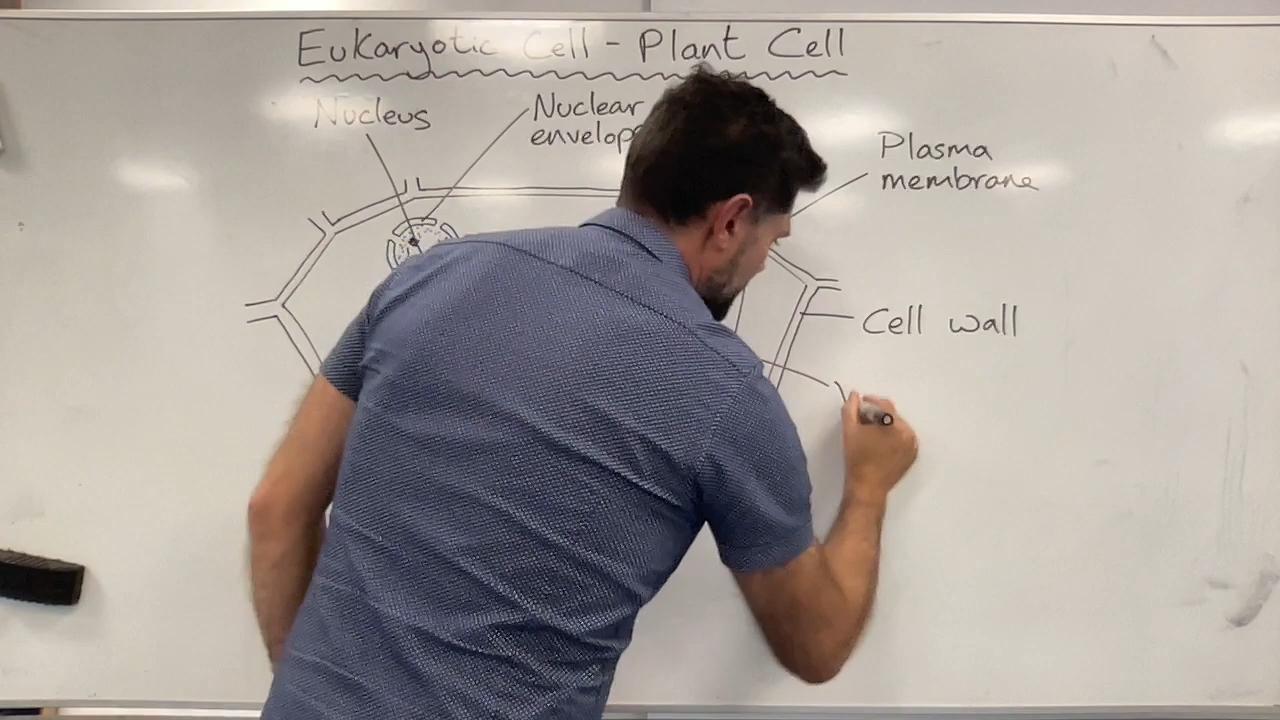 Eukaryotic Cell - Plant Cell
Nucleus
Nuclear
envelop
Plasma
membrane
Cell wall